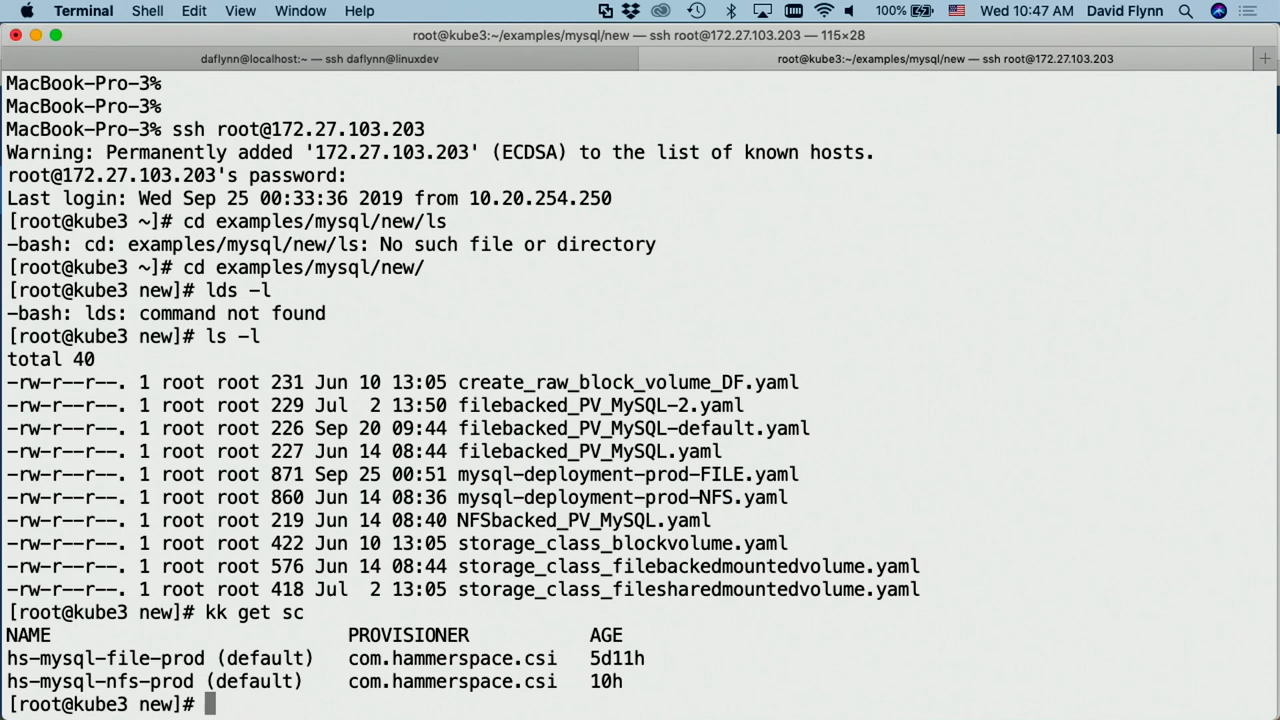 Terminal Shell Edit View Window Help 100% Wed 10:47 AM David Flynn
root@kube3:~/examples/mysql/new — ssh root@172.27.103.203 — 115×28
daflynn@localhost:~ — ssh daflynn@linuxdev root@kube3:~/examples/mysql/new — ssh root@172.27.103.203
MacBook-Pro-3%
MacBook-Pro-3%
MacBook-Pro-3% ssh root@172.27.103.203
Warning: Permanently added '172.27.103.203' (ECDSA) to the list of known hosts.
root@172.27.103.203's password:
Last login: Wed Sep 25 00:33:36 2019 from 10.20.254.250
[root@kube3 ~]# cd examples/mysql/new/ls
-bash: cd: examples/mysql/new/ls: No such file or directory
[root@kube3 ~]# cd examples/mysql/new/
[root@kube3 new]# lds -l
-bash: lds: command not found
[root@kube3 new]# ls -l
total 40
-rw-r--r--. 1 root root 231 Jun 10 13:05 create_raw_block_volume_DF.yaml
-rw-r--r--. 1 root root 229 Jul  2 13:50 filebacked_PV_MySQL-2.yaml
-rw-r--r--. 1 root root 226 Sep 20 09:44 filebacked_PV_MySQL-default.yaml
-rw-r--r--. 1 root root 227 Jun 14 08:44 filebacked_PV_MySQL.yaml
-rw-r--r--. 1 root root 871 Sep 25 00:51 mysql-deployment-prod-FILE.yaml
-rw-r--r--. 1 root root 860 Jun 14 08:36 mysql-deployment-prod-NFS.yaml
-rw-r--r--. 1 root root 219 Jun 14 08:40 NFSbacked_PV_MySQL.yaml
-rw-r--r--. 1 root root 422 Jun 10 13:05 storage_class_blockvolume.yaml
-rw-r--r--. 1 root root 576 Jun 14 08:44 storage_class_filebackedmountedvolume.yaml
-rw-r--r--. 1 root root 418 Jul  2 13:05 storage_class_filesharedmountedvolume.yaml
[root@kube3 new]# kk get sc
NAME PROVISIONER AGE
hs-mysql-file-prod (default) com.hammerspace.csi 5d11h
hs-mysql-nfs-prod (default) com.hammerspace.csi 10h
[root@kube3 new]#